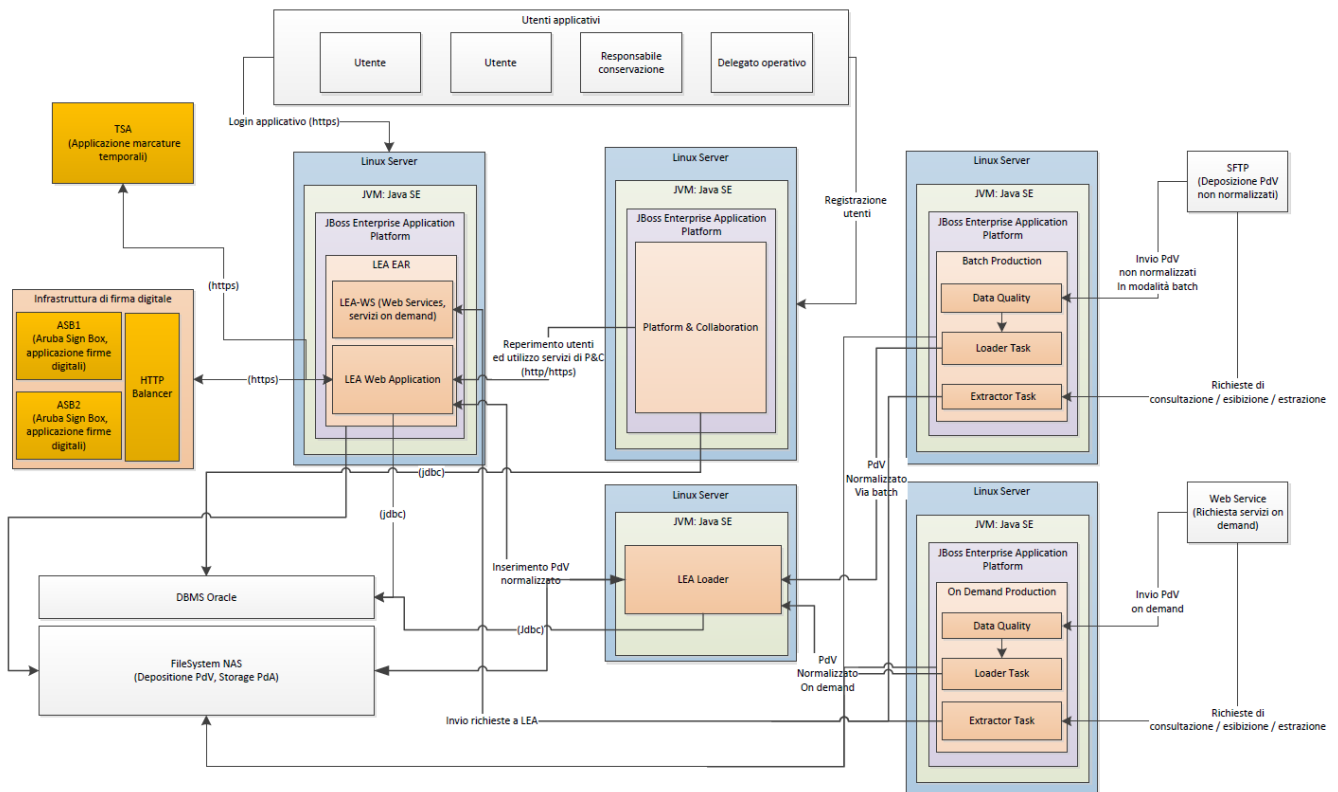 Utenti applicativi
Utente
Utente
Responsabile
conservazione
Delegato operativo
Login applicativo (https)
TSA
(Applicazione marcature
temporali)
(https)
Infrastruttura di firma digitale
ASB1
(Aruba Sign Box,
applicazione firme
digitali)
ASB2
(Aruba Sign Box,
applicazione firme
digitali)
HTTP
Balancer
(https)
Linux Server
JVM: Java SE
JBoss Enterprise Application
Platform
LEA EAR
LEA-WS (Web Services,
servizi on demand)
LEA Web Application
Reperimento utenti
ed utilizzo servizi di P&C
(http/https)
Linux Server
JVM: Java SE
JBoss Enterprise Application
Platform
Platform & Collaboration
Registrazione
utenti
Linux Server
JVM: Java SE
JBoss Enterprise Application
Platform
Batch Production
Data Quality
Loader Task
Extractor Task
SFTP
(Deposizione PdV
non normalizzati)
Invio PdV
non normalizzati
In modalità batch
Richieste di
consultazione / esibizione / estrazione
(jdbc)
(jdbc)
PdV
Normalizzato
Via batch
Linux Server
JVM: Java SE
LEA Loader
Inserimento PdV
normalizzato
DBMS Oracle
(Jdbc)
FileSystem NAS
(Depositione PdV, Storage PdA)
PdV
Normalizzato
On demand
Invio richieste a LEA
Linux Server
JVM: Java SE
JBoss Enterprise Application
Platform
On Demand Production
Data Quality
Loader Task
Extractor Task
Web Service
(Richiesta servizi on
demand)
Invio PdV
on demand
Richieste di
consultazione / esibizione / estrazione